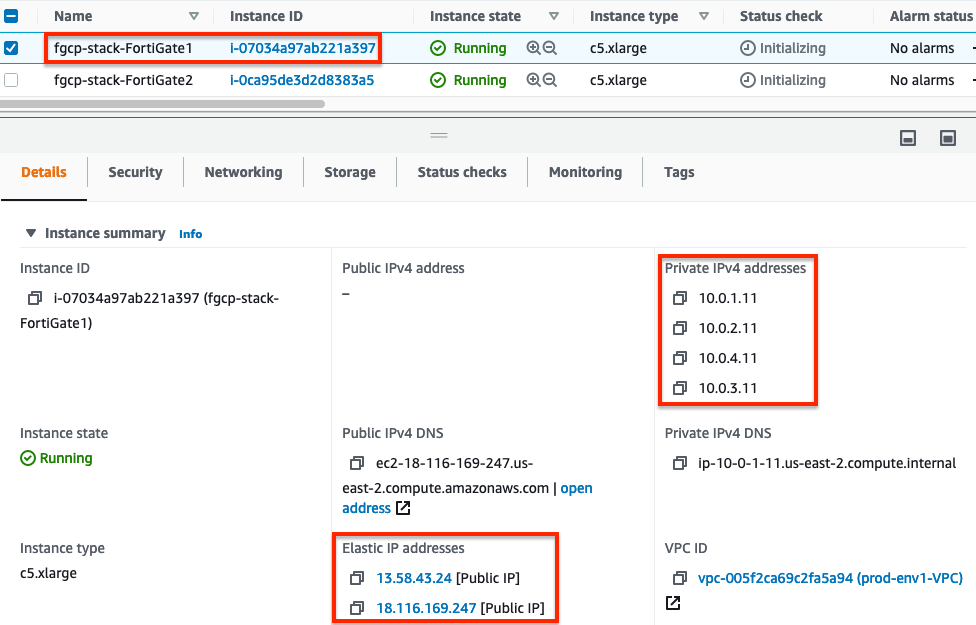 Name Instance ID Instance state Instance type Status check Alarm status
fgcp-stack-FortiGate1 i-07034a97ab221a397 Running c5.xlarge Initializing No alarms
fgcp-stack-FortiGate2 i-0ca95de3d2d8383a5 Running c5.xlarge Initializing No alarms
Details Security Networking Storage Status checks Monitoring Tags
Instance summary Info
Instance ID
i-07034a97ab221a397 (fgcp-stack-
FortiGate1)
Public IPv4 address
–
Private IPv4 addresses
10.0.1.11
10.0.2.11
10.0.4.11
10.0.3.11
Instance state
Running
Public IPv4 DNS
ec2-18-116-169-247.us-
east-2.compute.amazonaws.com | open
address
Private IPv4 DNS
ip-10-0-1-11.us-east-2.compute.internal
Instance type
c5.xlarge
Elastic IP addresses
13.58.43.24 [Public IP]
18.116.169.247 [Public IP]
VPC ID
vpc-005f2ca69c2fa5a94 (prod-env1-VPC)